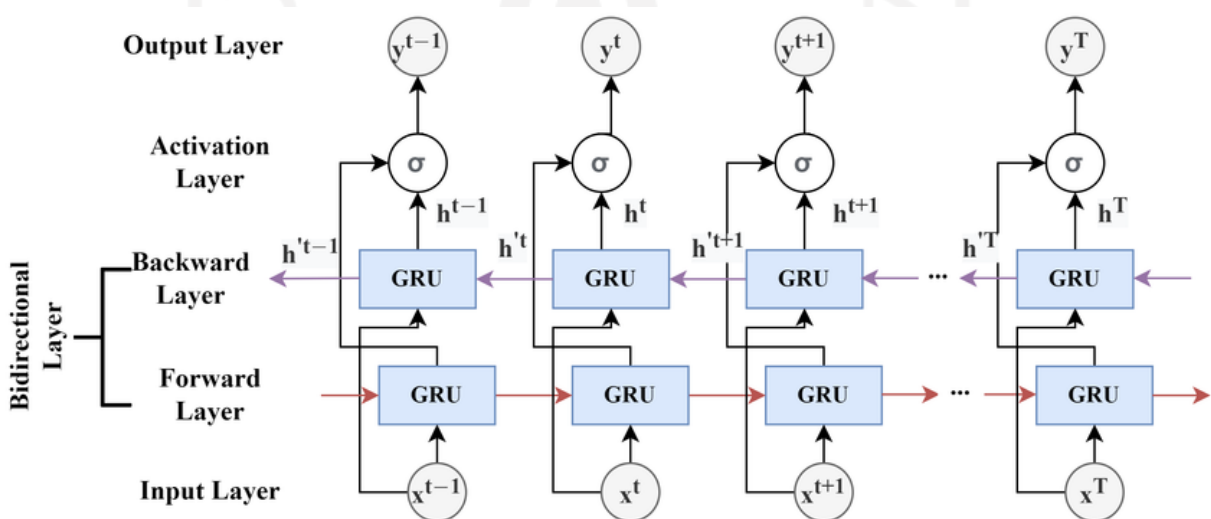 Output Layer y^t−1 y^t y^t+1 y^T
Activation
Layer
σ σ σ σ
h^t−1 h^t h^t+1 h^T
h'^t−1 h'^t h'^t+1 h'^T
Backward
Layer
GRU GRU GRU ... GRU
Bidirectional
Layer
Forward
Layer
GRU GRU GRU ... GRU
Input Layer x^t−1 x^t x^t+1 x^T